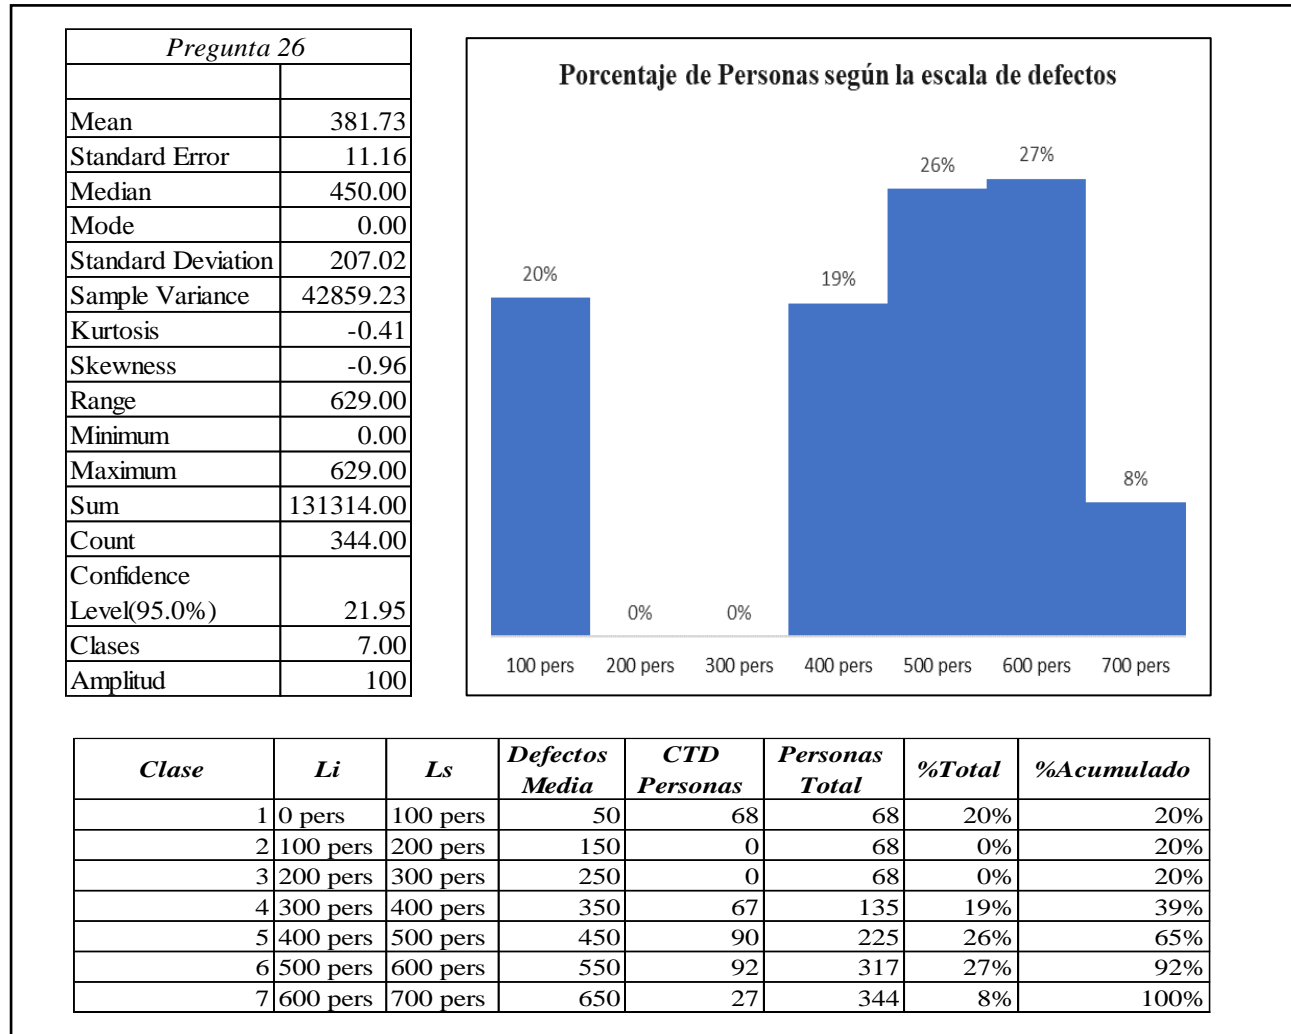 Pregunta 26
Mean 381.73
Standard Error 11.16
Median 450.00
Mode 0.00
Standard Deviation 207.02
Sample Variance 42859.23
Kurtosis -0.41
Skewness -0.96
Range 629.00
Minimum 0.00
Maximum 629.00
Sum 131314.00
Count 344.00
Confidence
Level(95.0%) 21.95
Clases 7.00
Amplitud 100
Porcentaje de Personas según la escala de defectos
20% 0% 0% 19% 26% 27% 8%
100 pers 200 pers 300 pers 400 pers 500 pers 600 pers 700 pers
Clase Li Ls Defectos Media CTD Personas Personas Total %Total %Acumulado
1 0 pers 100 pers 50 68 68 20% 20%
2 100 pers 200 pers 150 0 68 0% 20%
3 200 pers 300 pers 250 0 68 0% 20%
4 300 pers 400 pers 350 67 135 19% 39%
5 400 pers 500 pers 450 90 225 26% 65%
6 500 pers 600 pers 550 92 317 27% 92%
7 600 pers 700 pers 650 27 344 8% 100%